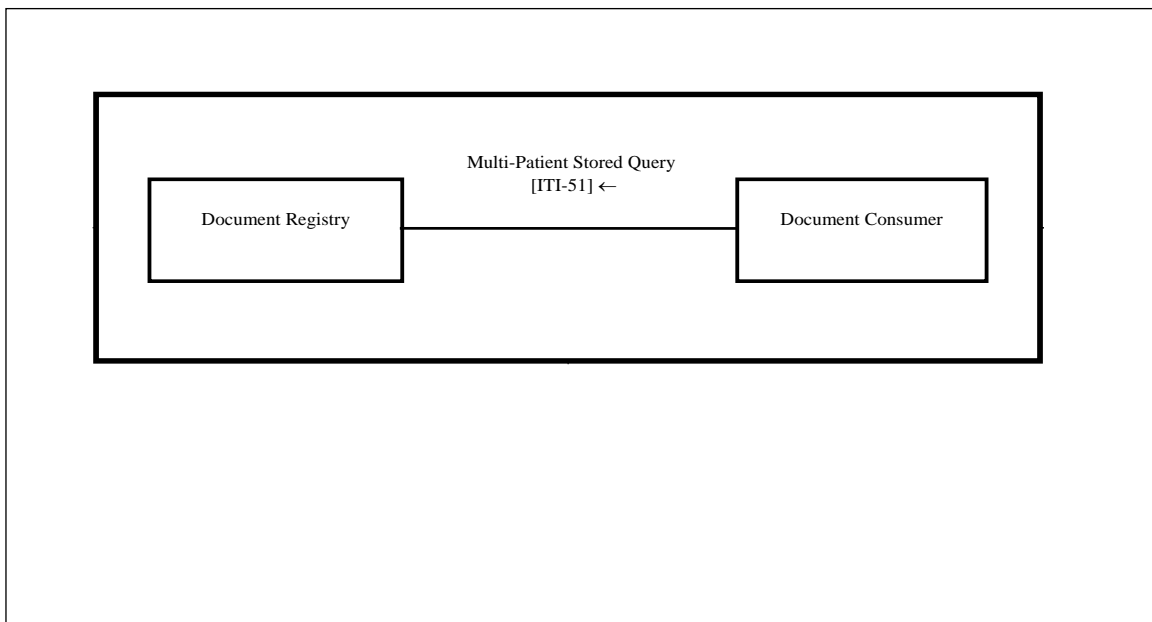 Multi-Patient Stored Query
[ITI-51] ←
Document Registry
Document Consumer